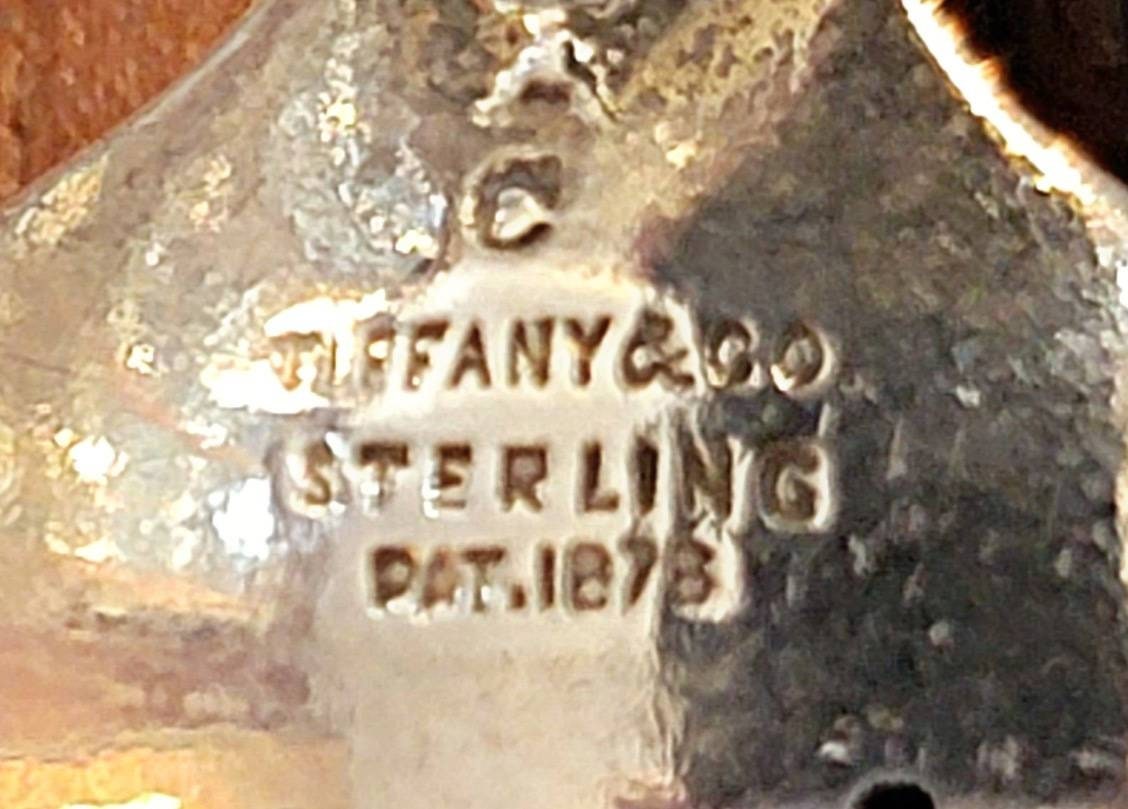 C
TIFFANY & CO
STERLING
PAT. 1878